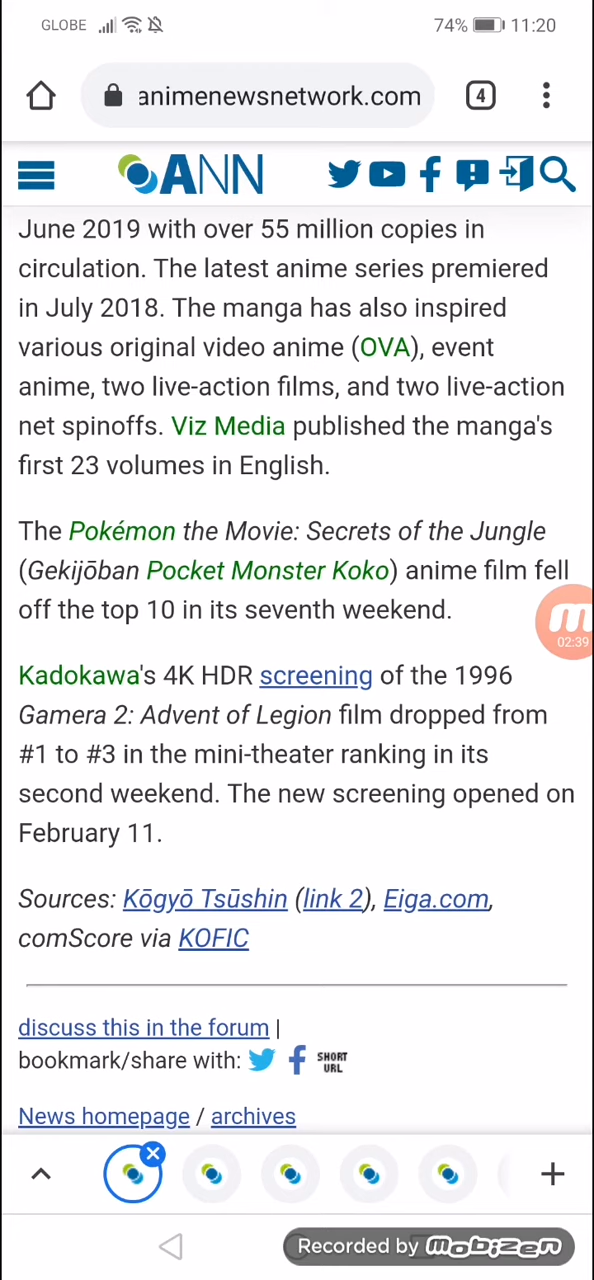 GLOBE 74% 11:20
animenewsnetwork.com 4
ANN
June 2019 with over 55 million copies in
circulation. The latest anime series premiered
in July 2018. The manga has also inspired
various original video anime (OVA), event
anime, two live-action films, and two live-action
net spinoffs. Viz Media published the manga's
first 23 volumes in English.
The Pokémon the Movie: Secrets of the Jungle
(Gekijōban Pocket Monster Koko) anime film fell
off the top 10 in its seventh weekend.
02:39
Kadokawa's 4K HDR screening of the 1996
Gamera 2: Advent of Legion film dropped from
#1 to #3 in the mini-theater ranking in its
second weekend. The new screening opened on
February 11.
Sources: Kōgyō Tsūshin (link 2), Eiga.com,
comScore via KOFIC
discuss this in the forum |
bookmark/share with: SHORT
URL
News homepage / archives
Recorded by mobizen